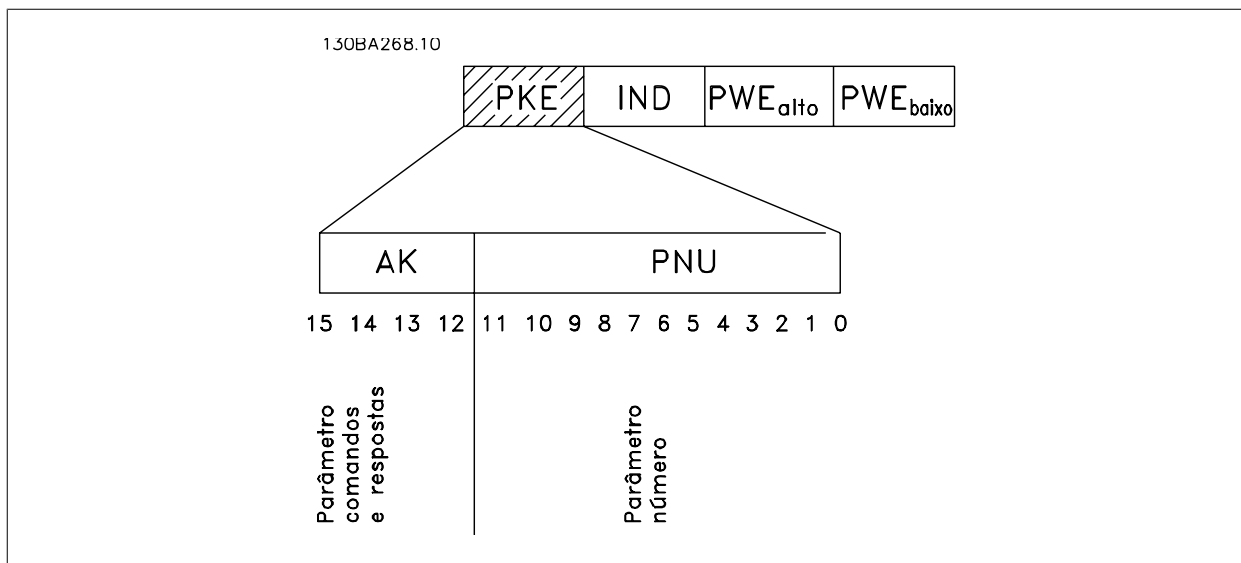 130BA268.10
PKE IND PWEalto PWEbaixo
AK PNU
15 14 13 12 11 10 9 8 7 6 5 4 3 2 1 0
Parâmetro
comandos
e respostas
Parâmetro
número